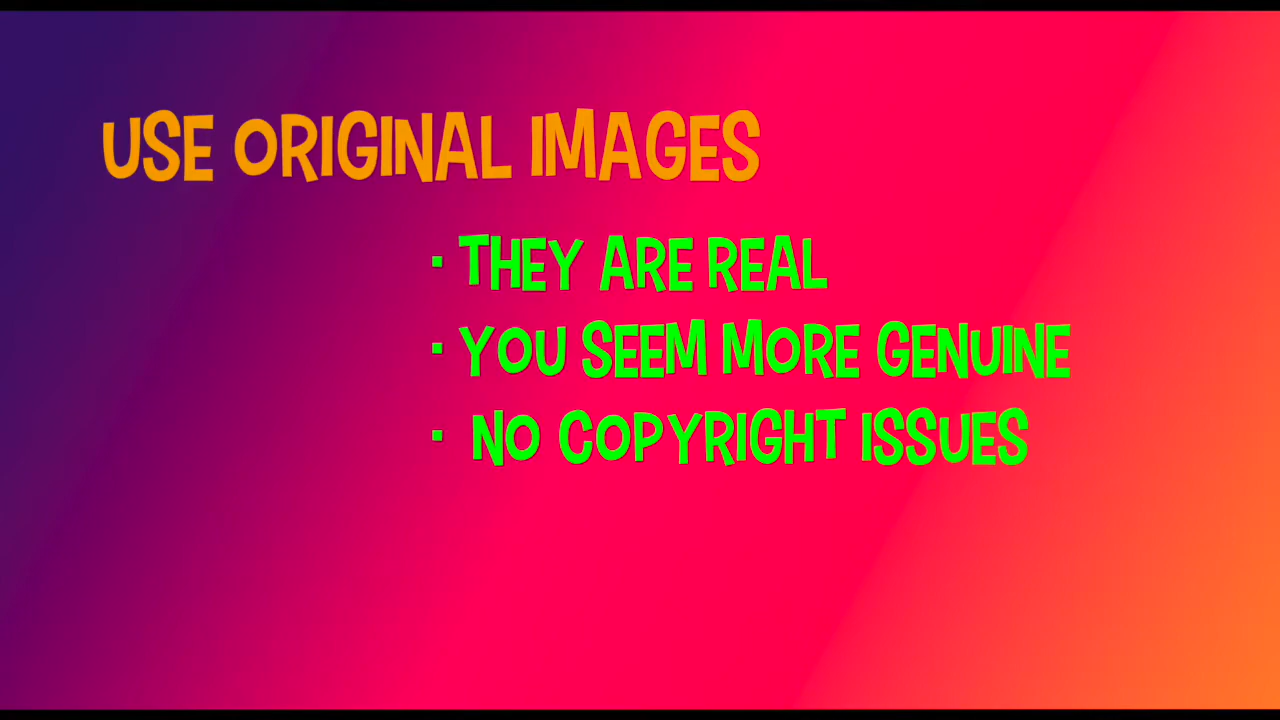 USE ORIGINAL IMAGES
· THEY ARE REAL
· YOU SEEM MORE GENUINE
· NO COPYRIGHT ISSUES